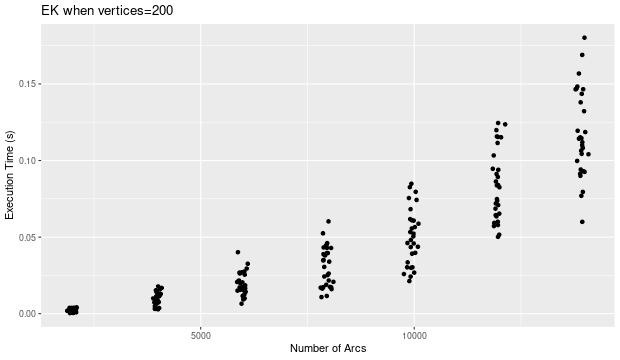 EK when vertices=200
Execution Time (s)
0.15
0.10
0.05
0.00
5000
10000
Number of Arcs